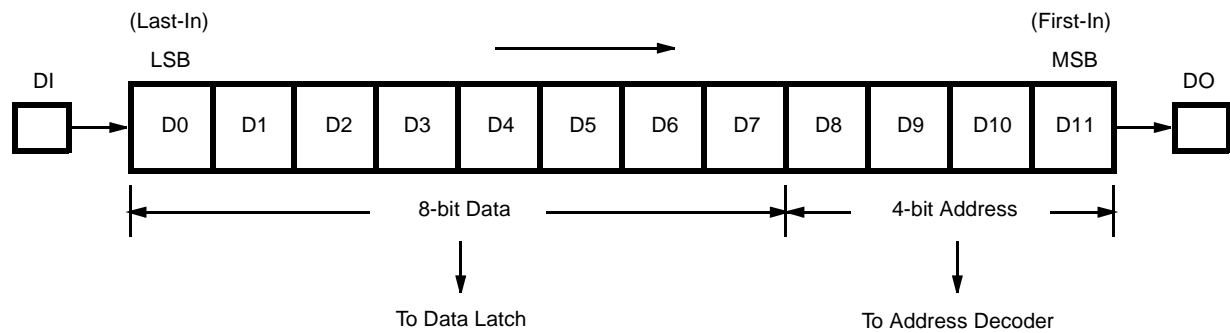 (Last-In) (First-In)
LSB MSB
DI DO
D0 D1 D2 D3 D4 D5 D6 D7 D8 D9 D10 D11
8-bit Data 4-bit Address
To Data Latch To Address Decoder